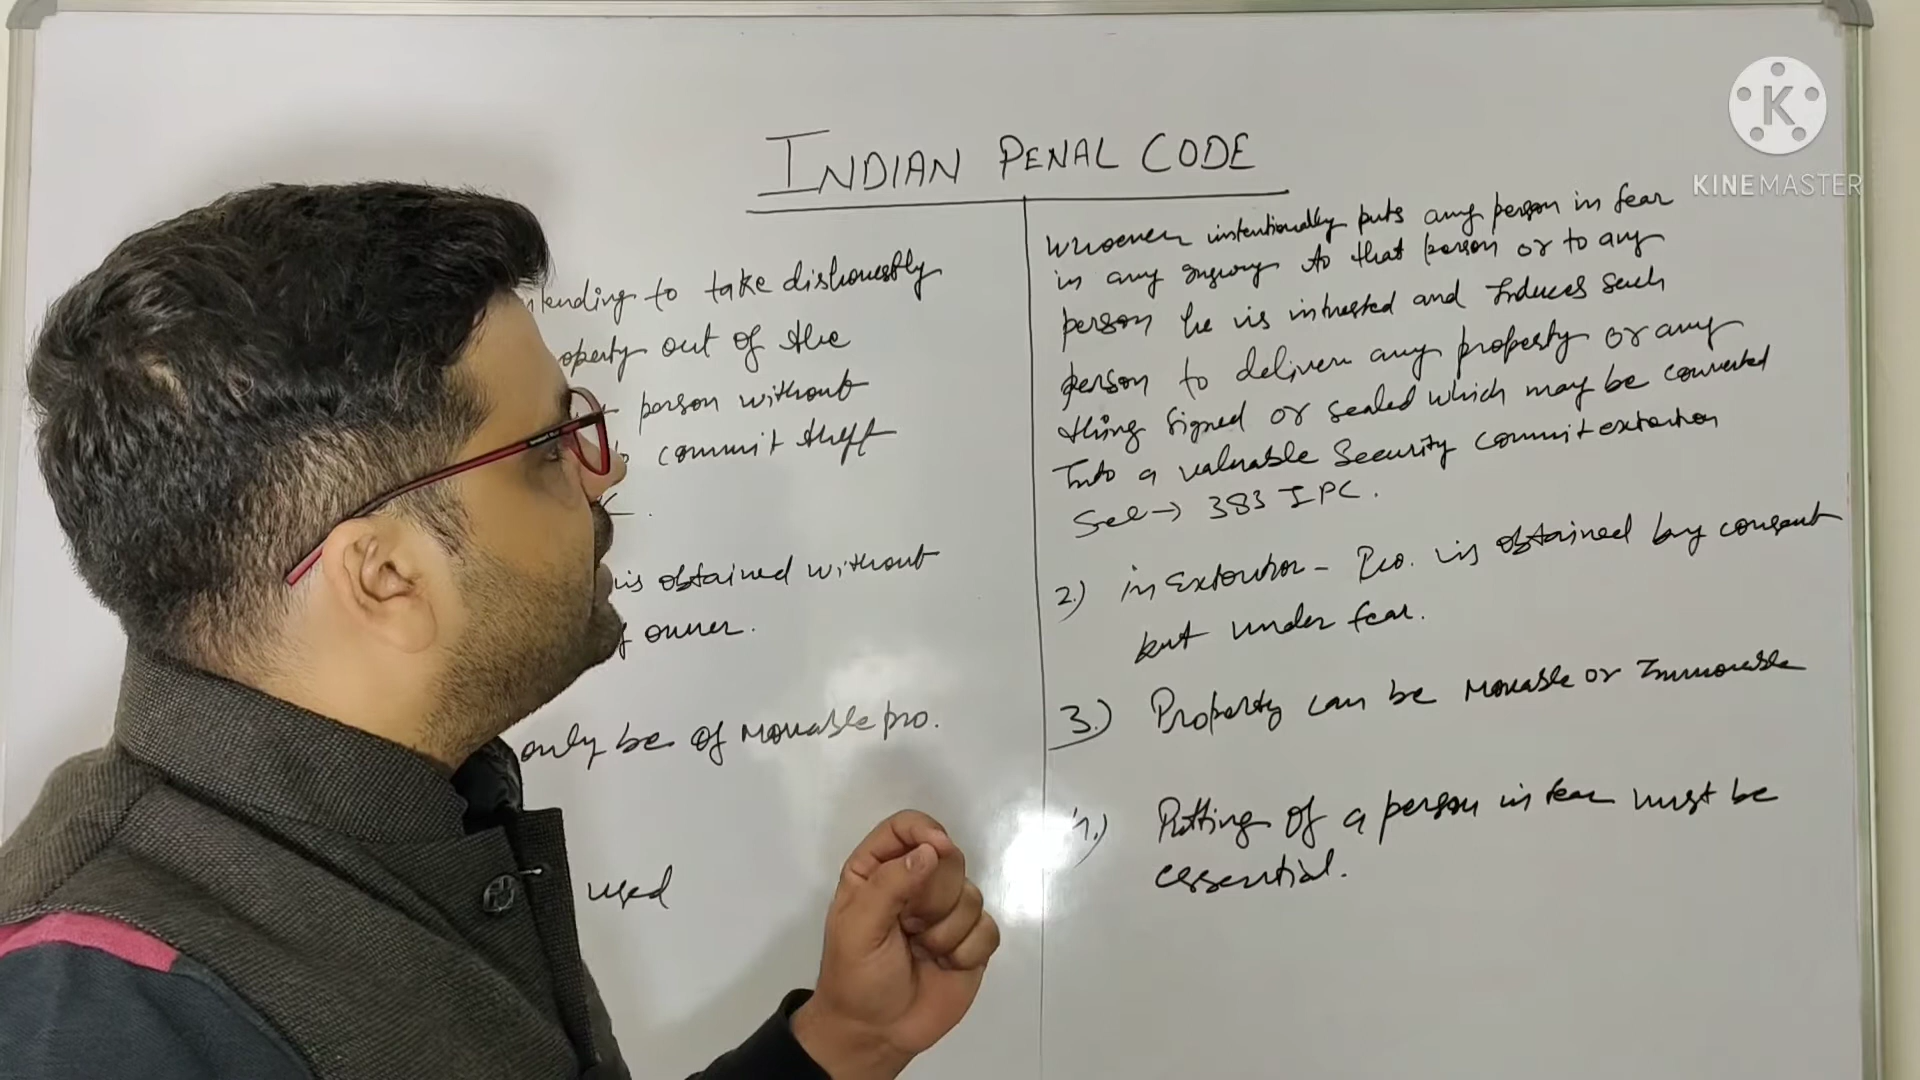 INDIAN PENAL CODE
ntending to take dishonestly
operty out of the
person without
commit theft
is obtained without
f owner.
only be of Movable pro.
used
Whoever intentionally puts any person in fear
in any injury to that person or to any
person he is intrested and Induces such
person to deliver any property or any
thing signed or sealed which may be converted
Into a valuable Security commit extortion
Sec → 383 IPC.
2.) in Extortion - Pro. is obtained by consent
but under fear.
3.) Property can be Movable or Immovable
4.) Putting of a person in fear must be
essential.
K
KINEMASTER